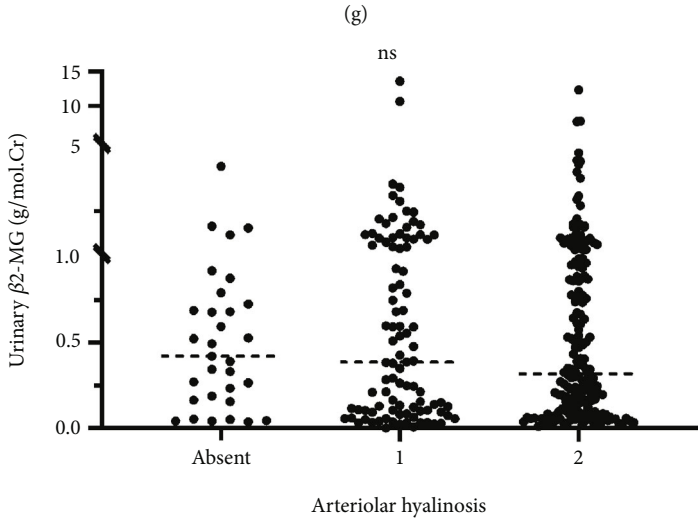 (g)
ns
15
10
5
1.0
0.5
0.0
Urinary β2-MG (g/mol.Cr)
Absent
1
2
Arteriolar hyalinosis